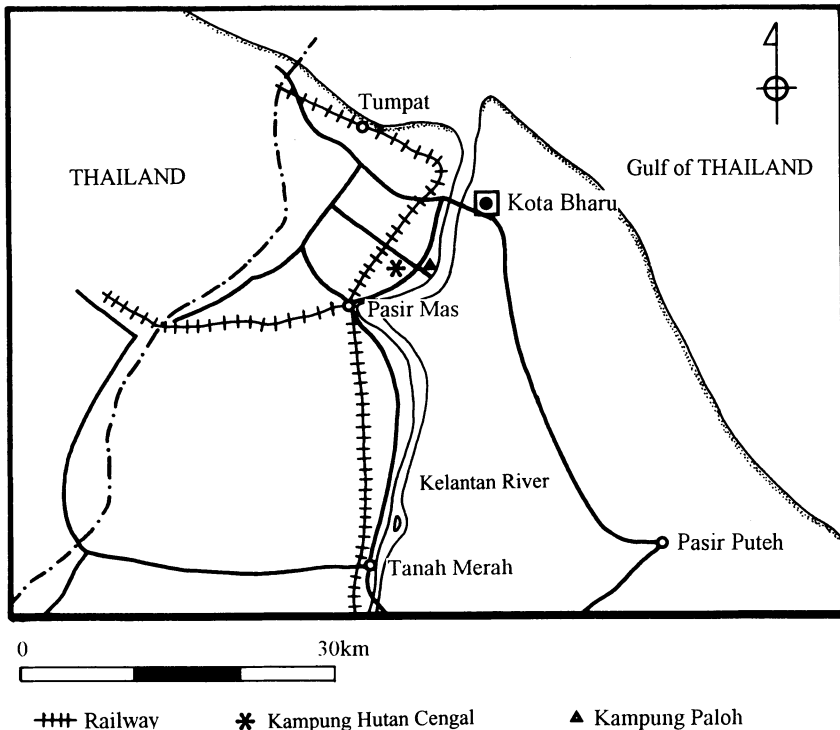 Tumpat
THAILAND
Gulf of THAILAND
Kota Bharu
Pasir Mas
Kelantan River
Pasir Puteh
Tanah Merah
0 30km
Railway Kampung Hutan Cengal Kampung Paloh